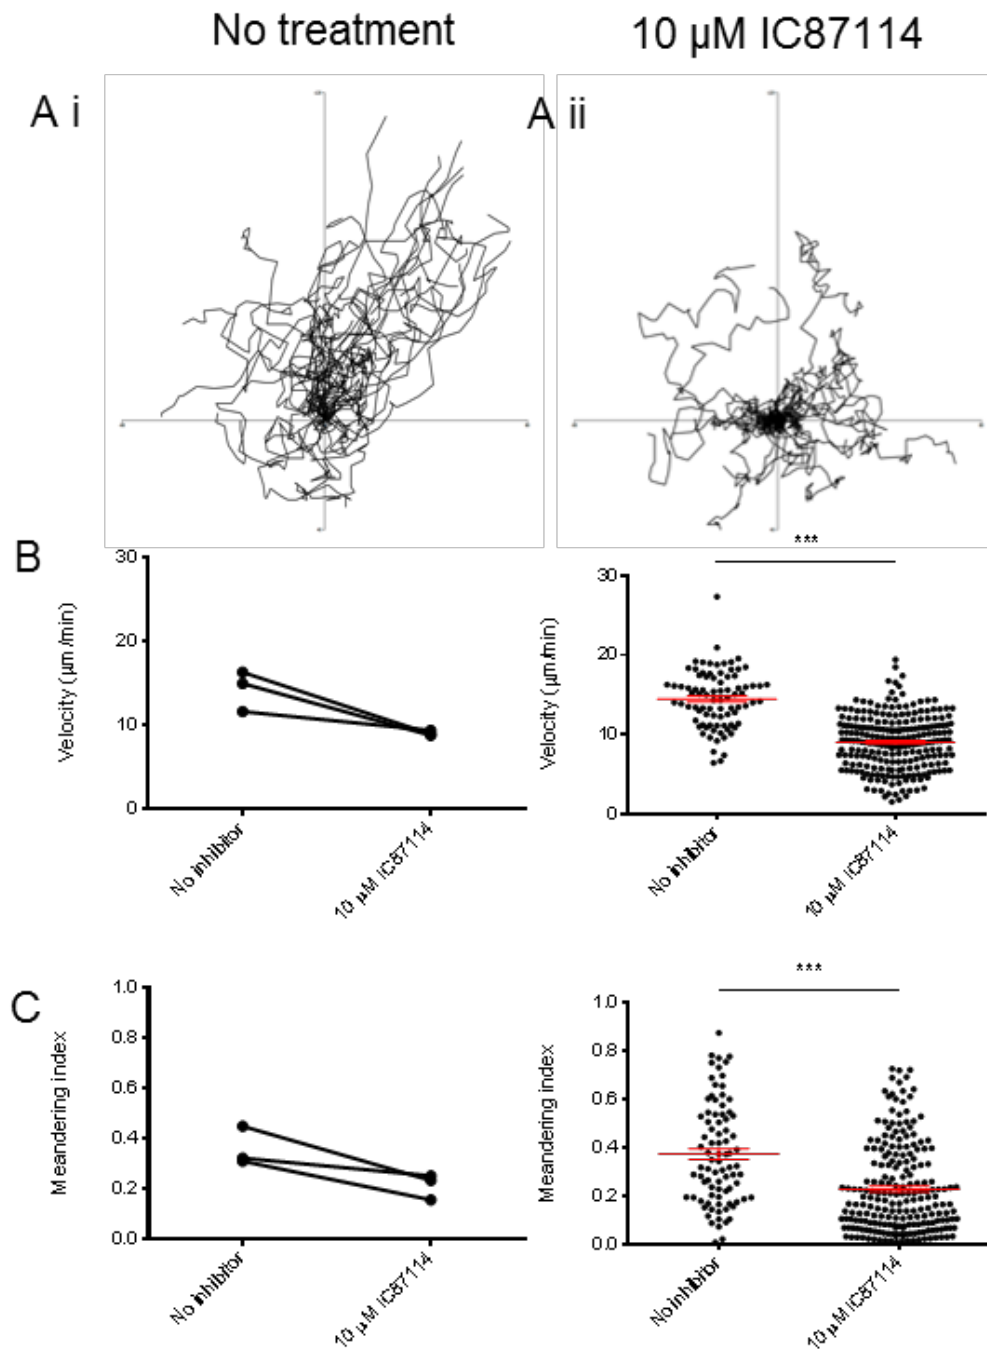 No treatment
10 µM IC87114
A i
A ii
B
30
20
10
0
Velocity (µm/min)
No inhibitor
10 µM IC87114
***
30
20
10
0
Velocity (µm/min)
No inhibitor
10 µM IC87114
C
1.0
0.8
0.6
0.4
0.2
0.0
Meandering index
No inhibitor
10 µM IC87114
***
1.0
0.8
0.6
0.4
0.2
0.0
Meandering index
No inhibitor
10 µM IC87114